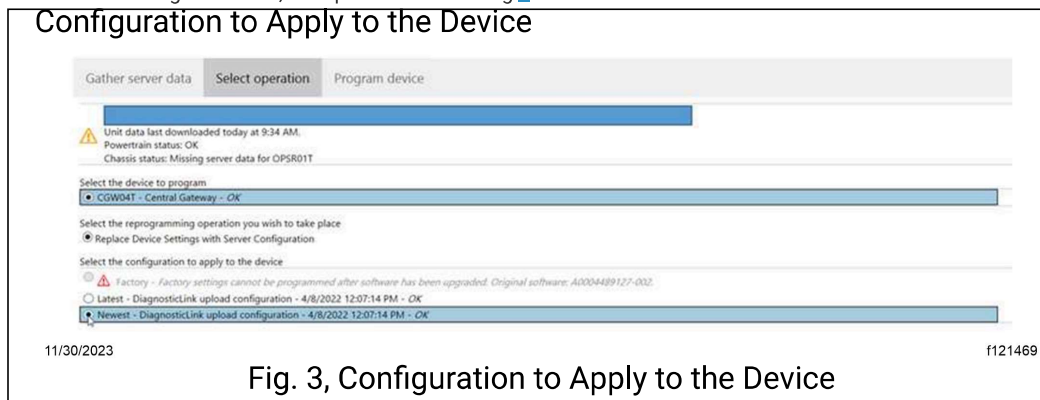 Configuration to Apply to the Device
Gather server data Select operation Program device
Unit data last downloaded today at 9:34 AM.
Powertrain status: OK
Chassis status: Missing server data for OPSR01T
Select the device to program
CGW04T - Central Gateway - OK
Select the reprogramming operation you wish to take place
Replace Device Settings with Server Configuration
Select the configuration to apply to the device
Factory - Factory settings cannot be programmed after software has been upgraded. Original software: A0004489127-002.
Latest - DiagnosticLink upload configuration - 4/8/2022 12:07:14 PM - OK
Newest - DiagnosticLink upload configuration - 4/8/2022 12:07:14 PM - OK
11/30/2023 f121469
Fig. 3, Configuration to Apply to the Device